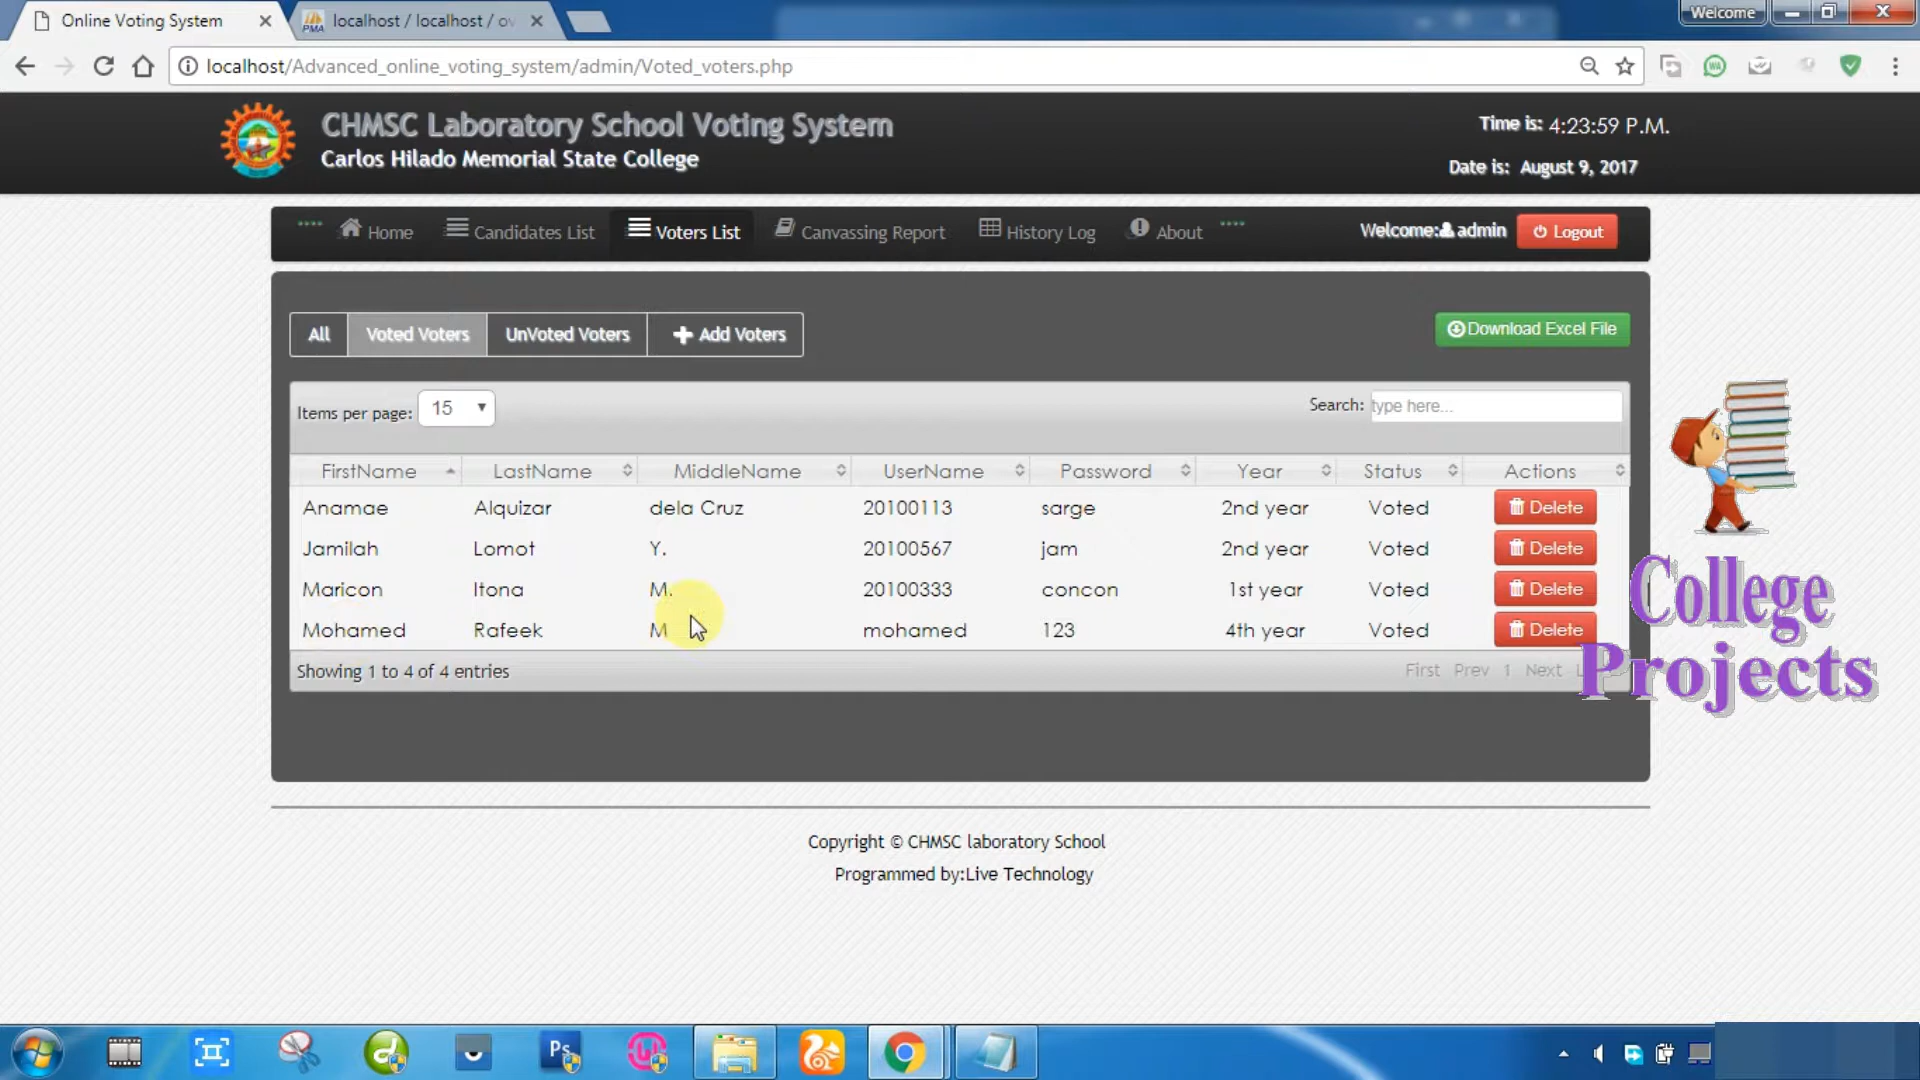 Online Voting System
localhost / localhost / ov
Welcome
localhost/Advanced_online_voting_system/admin/Voted_voters.php
CHMSC Laboratory School Voting System
Carlos Hilado Memorial State College
Time is: 4:23:59 P.M.
Date is: August 9, 2017
Home
Candidates List
Voters List
Canvassing Report
History Log
About
Welcome: admin
Logout
All
Voted Voters
UnVoted Voters
Add Voters
Download Excel File
Items per page: 15
Search: type here...
FirstName LastName MiddleName UserName Password Year Status Actions
Anamae Alquizar dela Cruz 20100113 sarge 2nd year Voted Delete
Jamilah Lomot Y. 20100567 jam 2nd year Voted Delete
Maricon Itona M. 20100333 concon 1st year Voted Delete
Mohamed Rafeek M mohamed 123 4th year Voted Delete
Showing 1 to 4 of 4 entries
First Prev 1 Next
College
Projects
Copyright © CHMSC laboratory School
Programmed by:Live Technology